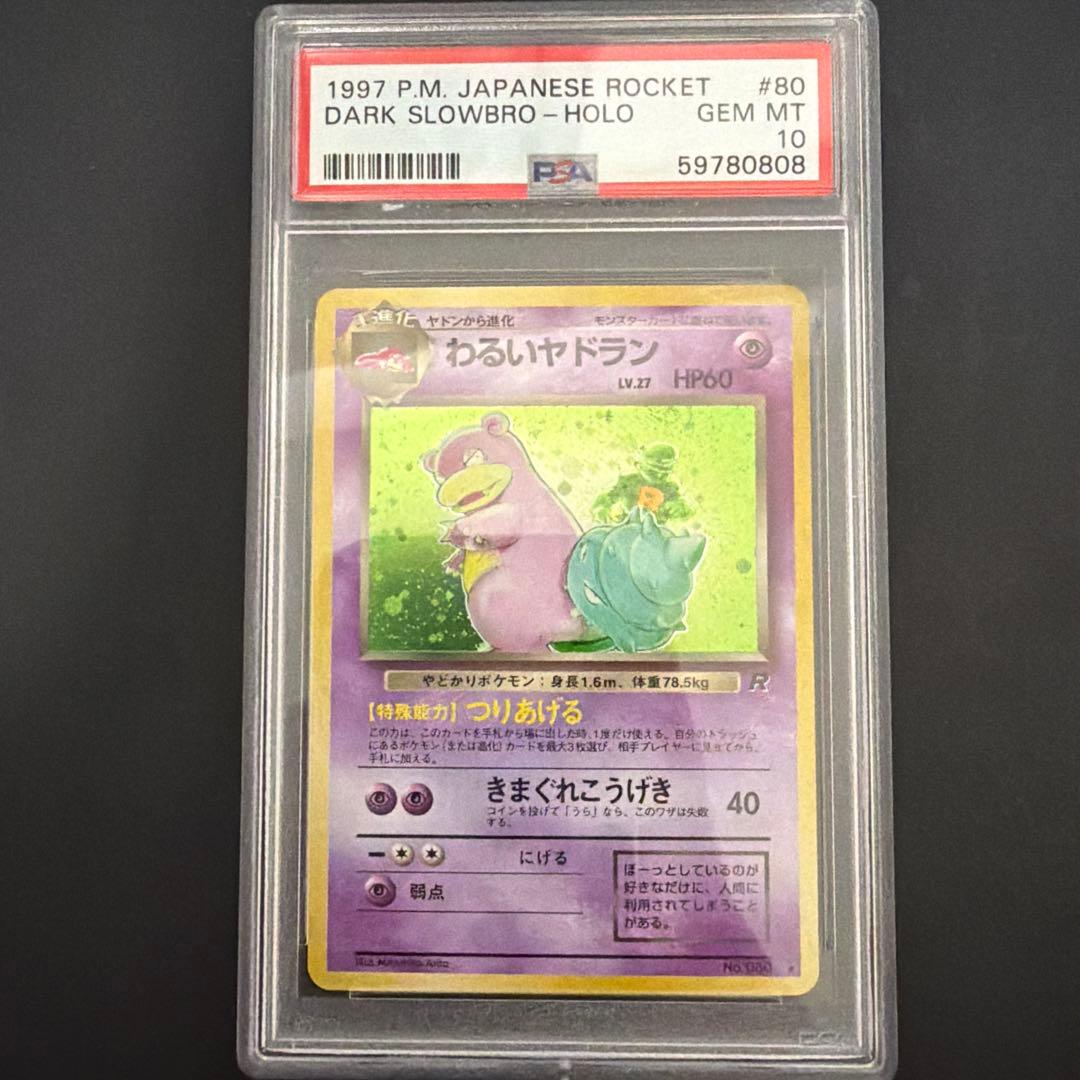 1997 P.M. JAPANESE ROCKET #80
DARK SLOWBRO – HOLO GEM MT
10
PSA 59780808
1進化 ヤドンから進化
わるいヤドラン
LV.27 HP60
R
やどかりポケモン：身長1.6m、体重78.5kg R
【特殊能力】つりあげる
この力は、このカードを手札から場に出した時、1度だけ使える。自分のトラッシュ
にあるポケモン(または進化)カードを最大3枚選び、相手プレイヤーに見せてから、
手札に加える。
きまぐれこうげき 40
コインを投げて「うら」なら、このワザは失敗
する。
にげる
弱点
ぼーっとしているのが
好きなだけに、人間に
利用されてしまうこと
がある。
No.080